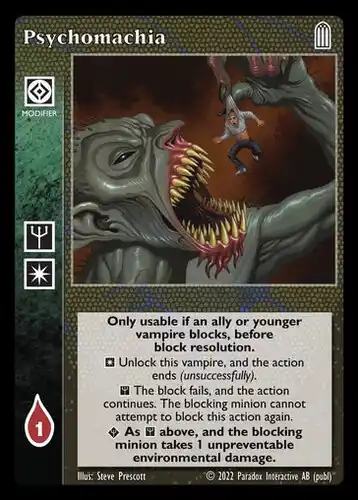 Psychomachia
MODIFIER
Only usable if an ally or younger
vampire blocks, before
block resolution.
Unlock this vampire, and the action
ends (unsuccessfully).
The block fails, and the action
continues. The blocking minion cannot
attempt to block this action again.
As above, and the blocking
minion takes 1 unpreventable
environmental damage.
1
Illus: Steve Prescott © 2022 Paradox Interactive AB (publ)